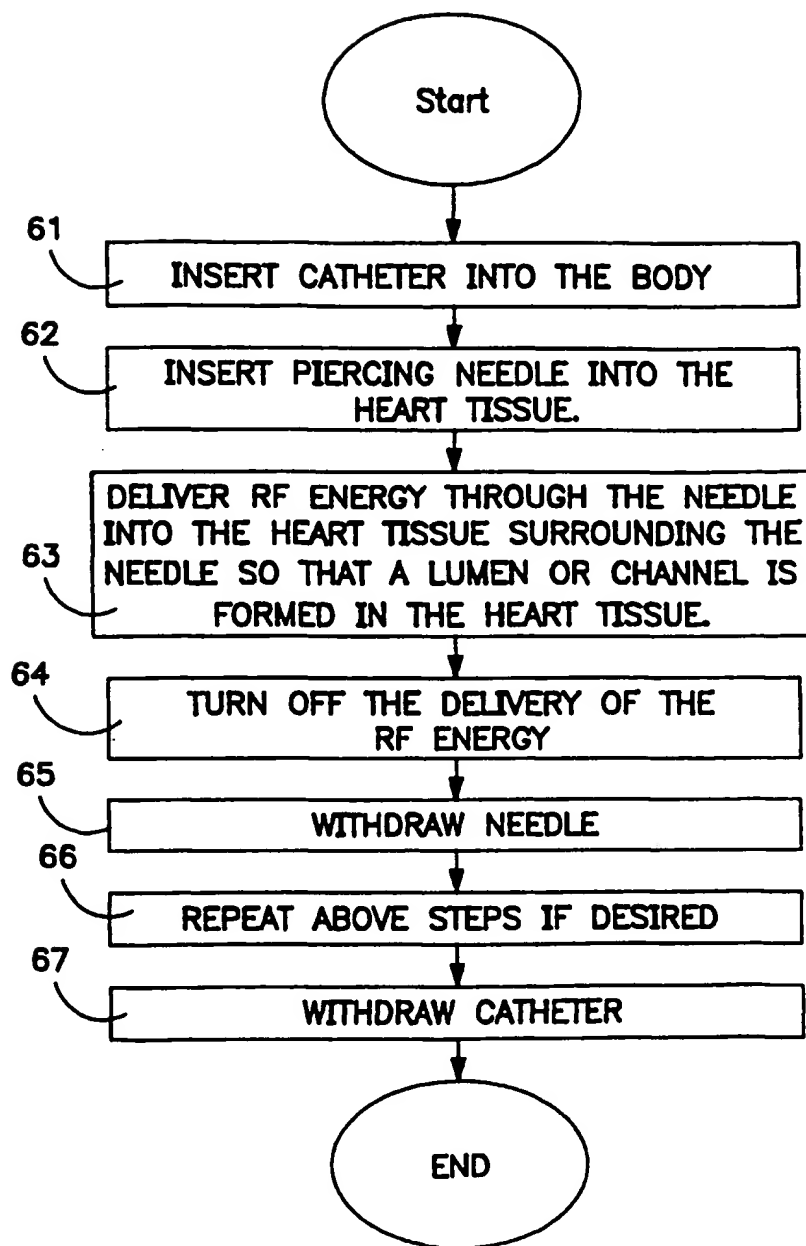 Start
61
INSERT CATHETER INTO THE BODY
62
INSERT PIERCING NEEDLE INTO THE
HEART TISSUE.
63
DELIVER RF ENERGY THROUGH THE NEEDLE
INTO THE HEART TISSUE SURROUNDING THE
NEEDLE SO THAT A LUMEN OR CHANNEL IS
FORMED IN THE HEART TISSUE.
64
TURN OFF THE DELIVERY OF THE
RF ENERGY
65
WITHDRAW NEEDLE
66
REPEAT ABOVE STEPS IF DESIRED
67
WITHDRAW CATHETER
END